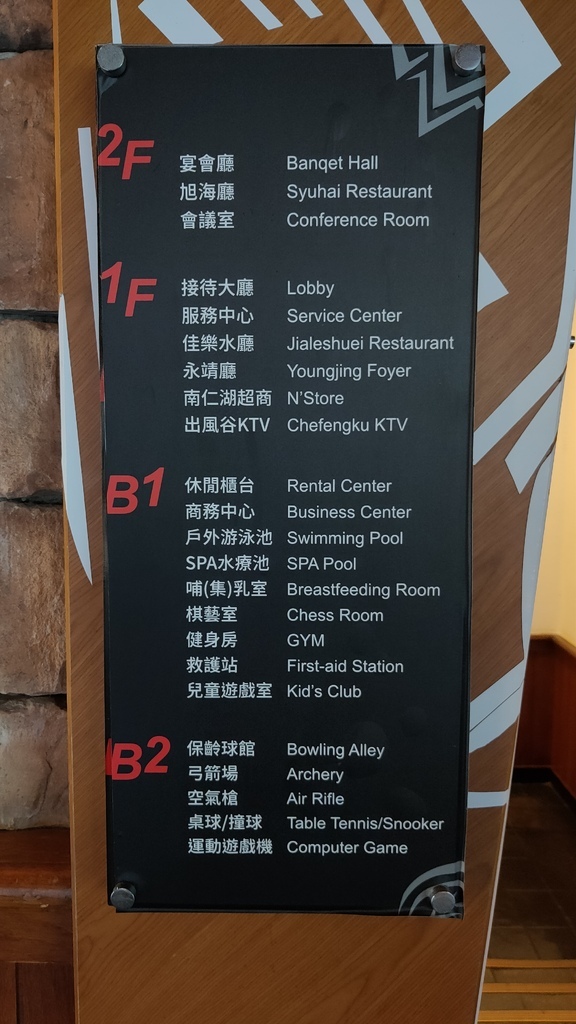 2F
宴會廳 Banqet Hall
旭海廳 Syuhai Restaurant
會議室 Conference Room
1F
接待大廳 Lobby
服務中心 Service Center
佳樂水廳 Jialeshuei Restaurant
永靖廳 Youngjing Foyer
南仁湖超商 N'Store
出風谷KTV Chefengku KTV
B1
休閒櫃台 Rental Center
商務中心 Business Center
戶外游泳池 Swimming Pool
SPA水療池 SPA Pool
哺(集)乳室 Breastfeeding Room
棋藝室 Chess Room
健身房 GYM
救護站 First-aid Station
兒童遊戲室 Kid's Club
B2
保齡球館 Bowling Alley
弓箭場 Archery
空氣槍 Air Rifle
桌球/撞球 Table Tennis/Snooker
運動遊戲機 Computer Game